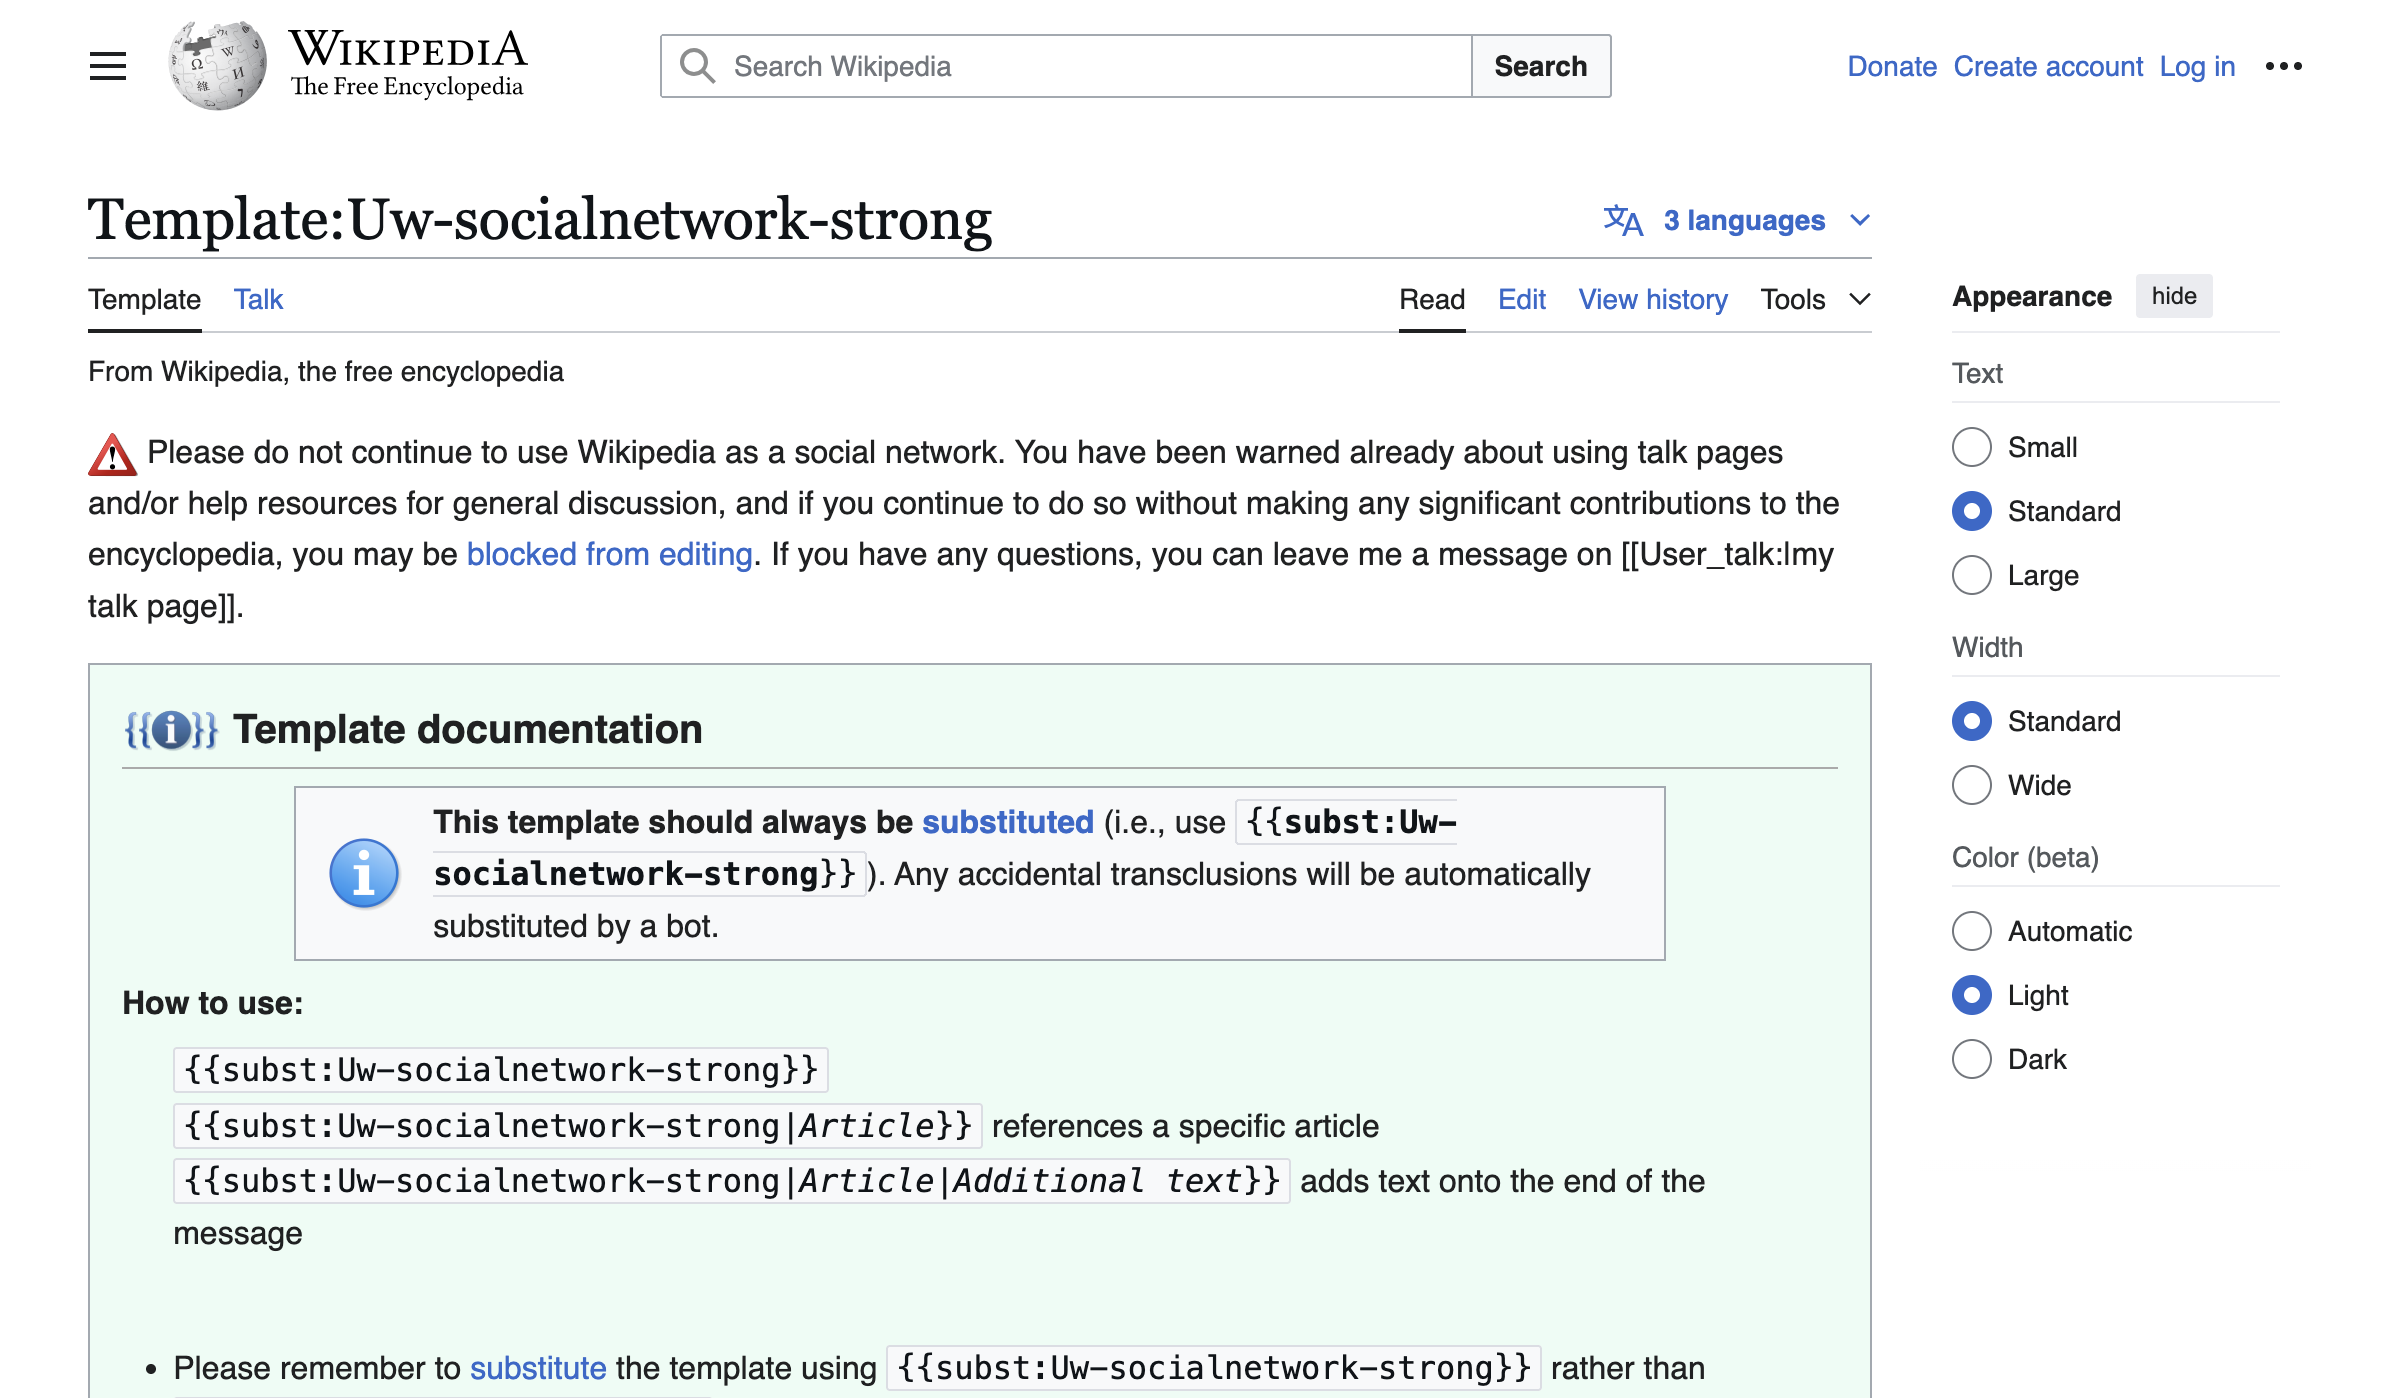 WIKIPEDIA
The Free Encyclopedia
Search Wikipedia
Search
Donate Create account Log in
Template:Uw-socialnetwork-strong
3 languages
Template Talk
Read Edit View history Tools
From Wikipedia, the free encyclopedia
Please do not continue to use Wikipedia as a social network. You have been warned already about using talk pages
and/or help resources for general discussion, and if you continue to do so without making any significant contributions to the
encyclopedia, you may be blocked from editing. If you have any questions, you can leave me a message on [[User_talk:|my
talk page]].
{{i}} Template documentation
This template should always be substituted (i.e., use {{subst:Uw-
socialnetwork-strong}}). Any accidental transclusions will be automatically
substituted by a bot.
How to use:
{{subst:Uw-socialnetwork-strong}}
{{subst:Uw-socialnetwork-strong|Article}} references a specific article
{{subst:Uw-socialnetwork-strong|Article|Additional text}} adds text onto the end of the
message
• Please remember to substitute the template using {{subst:Uw-socialnetwork-strong}} rather than
Appearance hide
Text
Small
Standard
Large
Width
Standard
Wide
Color (beta)
Automatic
Light
Dark